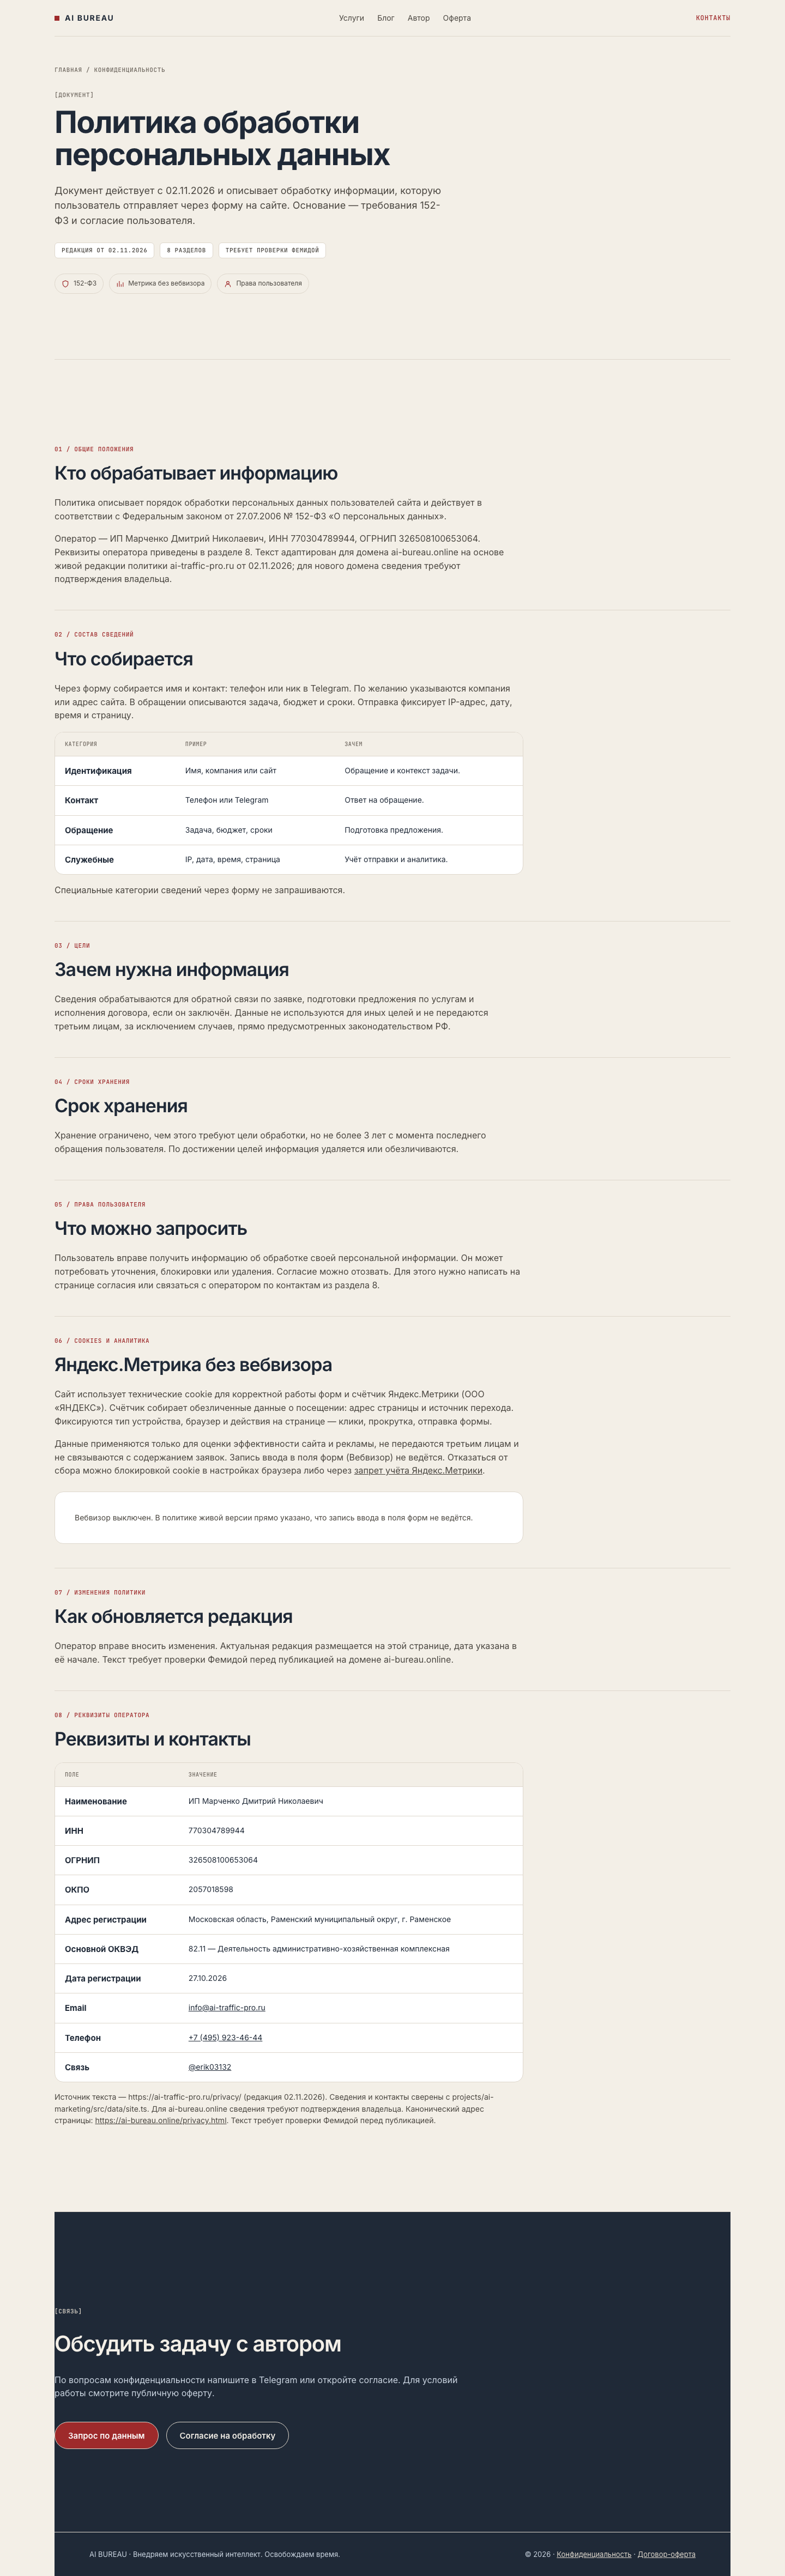 AI BUREAU
Услуги Блог Автор Оферта
КОНТАКТЫ
ГЛАВНАЯ / КОНФИДЕНЦИАЛЬНОСТЬ
[ДОКУМЕНТ]
Политика обработки
персональных данных
Документ действует с 02.11.2026 и описывает обработку информации, которую
пользователь отправляет через форму на сайте. Основание — требования 152-
ФЗ и согласие пользователя.
РЕДАКЦИЯ ОТ 02.11.2026 8 РАЗДЕЛОВ ТРЕБУЕТ ПРОВЕРКИ ФЕМИДОЙ
152-ФЗ Метрика без вебвизора Права пользователя
01 / ОБЩИЕ ПОЛОЖЕНИЯ
Кто обрабатывает информацию
Политика описывает порядок обработки персональных данных пользователей сайта и действует в
соответствии с Федеральным законом от 27.07.2006 № 152-ФЗ «О персональных данных».
Оператор — ИП Марченко Дмитрий Николаевич, ИНН 770304789944, ОГРНИП 326508100653064.
Реквизиты оператора приведены в разделе 8. Текст адаптирован для домена ai-bureau.online на основе
живой редакции политики ai-traffic-pro.ru от 02.11.2026; для нового домена сведения требуют
подтверждения владельца.
02 / СОСТАВ СВЕДЕНИЙ
Что собирается
Через форму собирается имя и контакт: телефон или ник в Telegram. По желанию указываются компания
или адрес сайта. В обращении описываются задача, бюджет и сроки. Отправка фиксирует IP-адрес, дату,
время и страницу.
КАТЕГОРИЯ ПРИМЕР ЗАЧЕМ
Идентификация Имя, компания или сайт Обращение и контекст задачи.
Контакт Телефон или Telegram Ответ на обращение.
Обращение Задача, бюджет, сроки Подготовка предложения.
Служебные IP, дата, время, страница Учёт отправки и аналитика.
Специальные категории сведений через форму не запрашиваются.
03 / ЦЕЛИ
Зачем нужна информация
Сведения обрабатываются для обратной связи по заявке, подготовки предложения по услугам и
исполнения договора, если он заключён. Данные не используются для иных целей и не передаются
третьим лицам, за исключением случаев, прямо предусмотренных законодательством РФ.
04 / СРОКИ ХРАНЕНИЯ
Срок хранения
Хранение ограничено, чем этого требуют цели обработки, но не более 3 лет с момента последнего
обращения пользователя. По достижении целей информация удаляется или обезличиваются.
05 / ПРАВА ПОЛЬЗОВАТЕЛЯ
Что можно запросить
Пользователь вправе получить информацию об обработке своей персональной информации. Он может
потребовать уточнения, блокировки или удаления. Согласие можно отозвать. Для этого нужно написать на
странице согласия или связаться с оператором по контактам из раздела 8.
06 / COOKIES И АНАЛИТИКА
Яндекс.Метрика без вебвизора
Сайт использует технические cookie для корректной работы форм и счётчик Яндекс.Метрики (ООО
«ЯНДЕКС»). Счётчик собирает обезличенные данные о посещении: адрес страницы и источник перехода.
Фиксируются тип устройства, браузер и действия на странице — клики, прокрутка, отправка формы.
Данные применяются только для оценки эффективности сайта и рекламы, не передаются третьим лицам и
не связываются с содержанием заявок. Запись ввода в поля форм (Вебвизор) не ведётся. Отказаться от
сбора можно блокировкой cookie в настройках браузера либо через запрет учёта Яндекс.Метрики.
Вебвизор выключен. В политике живой версии прямо указано, что запись ввода в поля форм не ведётся.
07 / ИЗМЕНЕНИЯ ПОЛИТИКИ
Как обновляется редакция
Оператор вправе вносить изменения. Актуальная редакция размещается на этой странице, дата указана в
её начале. Текст требует проверки Фемидой перед публикацией на домене ai-bureau.online.
08 / РЕКВИЗИТЫ ОПЕРАТОРА
Реквизиты и контакты
ПОЛЕ ЗНАЧЕНИЕ
Наименование ИП Марченко Дмитрий Николаевич
ИНН 770304789944
ОГРНИП 326508100653064
ОКПО 2057018598
Адрес регистрации Московская область, Раменский муниципальный округ, г. Раменское
Основной ОКВЭД 82.11 — Деятельность административно-хозяйственная комплексная
Дата регистрации 27.10.2026
Email info@ai-traffic-pro.ru
Телефон +7 (495) 923-46-44
Связь @erik03132
Источник текста — https://ai-traffic-pro.ru/privacy/ (редакция 02.11.2026). Сведения и контакты сверены с projects/ai-
marketing/src/data/site.ts. Для ai-bureau.online сведения требуют подтверждения владельца. Канонический адрес
страницы: https://ai-bureau.online/privacy.html. Текст требует проверки Фемидой перед публикацией.
[СВЯЗЬ]
Обсудить задачу с автором
По вопросам конфиденциальности напишите в Telegram или откройте согласие. Для условий
работы смотрите публичную оферту.
Запрос по данным Согласие на обработку
AI BUREAU · Внедряем искусственный интеллект. Освобождаем время.
© 2026 · Конфиденциальность · Договор-оферта